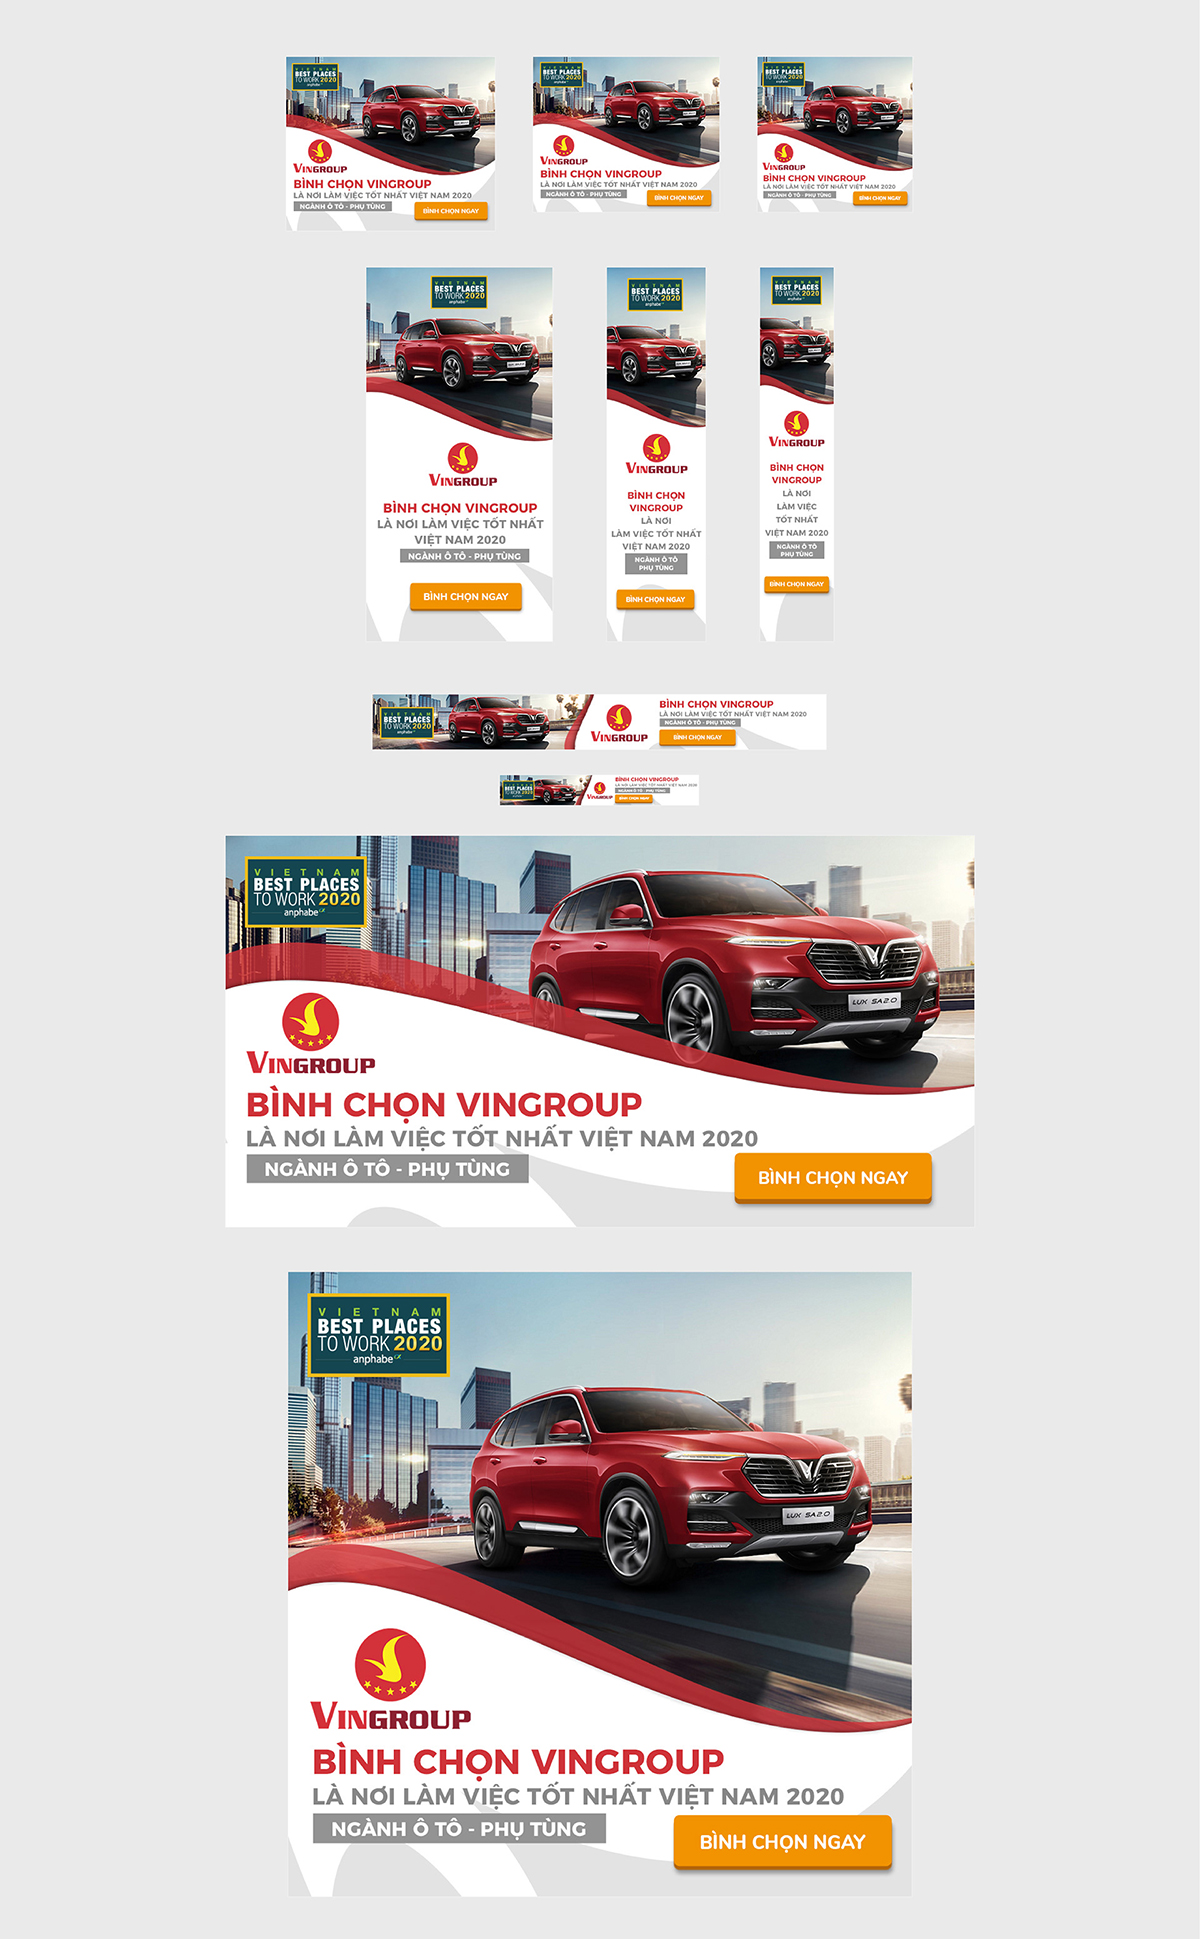 VIETNAM
BEST PLACES
TO WORK 2020
anphabe
VINGROUP
BÌNH CHỌN VINGROUP
LÀ NƠI LÀM VIỆC TỐT NHẤT VIỆT NAM 2020
NGÀNH Ô TÔ - PHỤ TÙNG
BÌNH CHỌN NGAY
VIETNAM
BEST PLACES
TO WORK 2020
anphabe
VINGROUP
BÌNH CHỌN VINGROUP
LÀ NƠI LÀM VIỆC TỐT NHẤT VIỆT NAM 2020
NGÀNH Ô TÔ - PHỤ TÙNG
BÌNH CHỌN NGAY
VIETNAM
BEST PLACES
TO WORK 2020
anphabe
VINGROUP
BÌNH CHỌN VINGROUP
LÀ NƠI LÀM VIỆC TỐT NHẤT VIỆT NAM 2020
NGÀNH Ô TÔ - PHỤ TÙNG
BÌNH CHỌN NGAY
VIETNAM
BEST PLACES
TO WORK 2020
anphabe
VINGROUP
BÌNH CHỌN VINGROUP
LÀ NƠI LÀM VIỆC TỐT NHẤT
VIỆT NAM 2020
NGÀNH Ô TÔ - PHỤ TÙNG
BÌNH CHỌN NGAY
VIETNAM
BEST PLACES
TO WORK 2020
anphabe
VINGROUP
BÌNH CHỌN
VINGROUP
LÀ NƠI
LÀM VIỆC TỐT NHẤT
VIỆT NAM 2020
NGÀNH Ô TÔ
PHỤ TÙNG
BÌNH CHỌN NGAY
VIETNAM
BEST PLACES
TO WORK 2020
anphabe
VINGROUP
BÌNH CHỌN
VINGROUP
LÀ NƠI
LÀM VIỆC
TỐT NHẤT
VIỆT NAM 2020
NGÀNH Ô TÔ
PHỤ TÙNG
BÌNH CHỌN NGAY
VIETNAM
BEST PLACES
TO WORK 2020
anphabe
VINGROUP
BÌNH CHỌN VINGROUP
LÀ NƠI LÀM VIỆC TỐT NHẤT VIỆT NAM 2020
NGÀNH Ô TÔ - PHỤ TÙNG
BÌNH CHỌN NGAY
BEST PLACES
TO WORK 2020
VINGROUP
BÌNH CHỌN VINGROUP
LÀ NƠI LÀM VIỆC TỐT NHẤT VIỆT NAM 2020
NGÀNH Ô TÔ - PHỤ TÙNG
BÌNH CHỌN NGAY
VIETNAM
BEST PLACES
TO WORK 2020
anphabe
LUX SA2.0
VINGROUP
BÌNH CHỌN VINGROUP
LÀ NƠI LÀM VIỆC TỐT NHẤT VIỆT NAM 2020
NGÀNH Ô TÔ - PHỤ TÙNG
BÌNH CHỌN NGAY
VIETNAM
BEST PLACES
TO WORK 2020
anphabe
LUX SA2.0
VINGROUP
BÌNH CHỌN VINGROUP
LÀ NƠI LÀM VIỆC TỐT NHẤT VIỆT NAM 2020
NGÀNH Ô TÔ - PHỤ TÙNG
BÌNH CHỌN NGAY